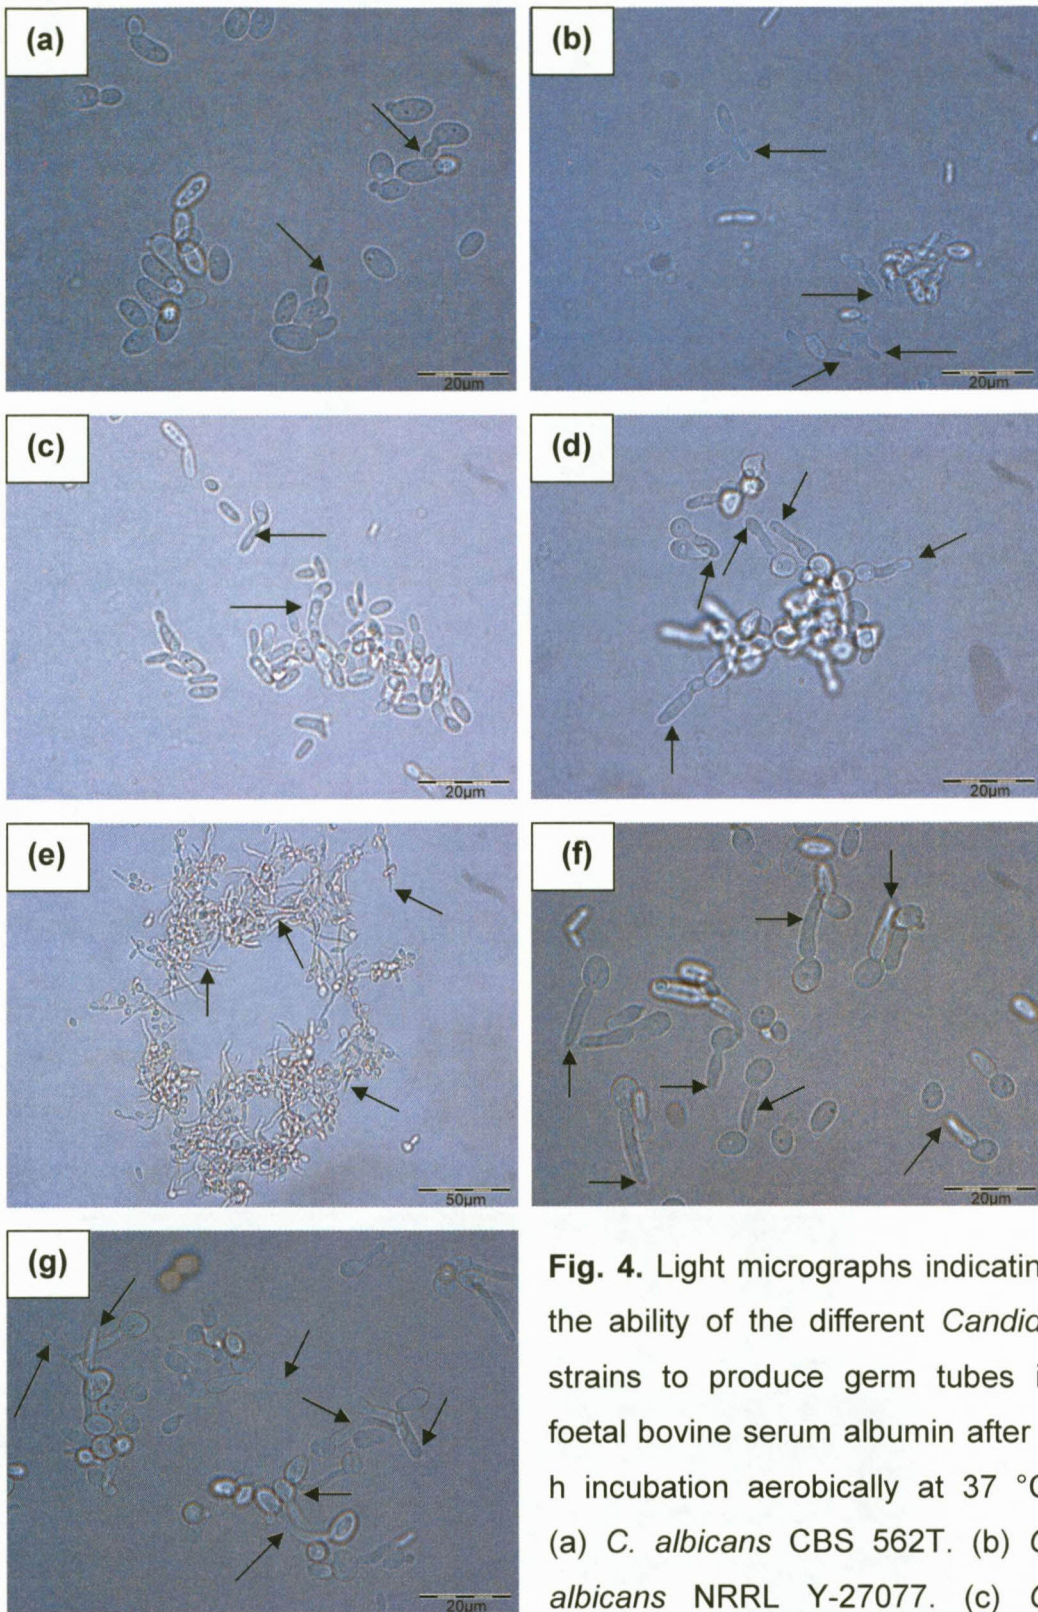 (a)
20µm
(b)
20µm
(c)
20µm
(d)
20µm
(e)
50µm
(f)
20µm
(g)
20µm
Fig. 4. Light micrographs indicatin
the ability of the different Candid
strains to produce germ tubes i
foetal bovine serum albumin after
h incubation aerobically at 37 °C
(a) C. albicans CBS 562T. (b) C
albicans NRRL Y-27077. (c) C